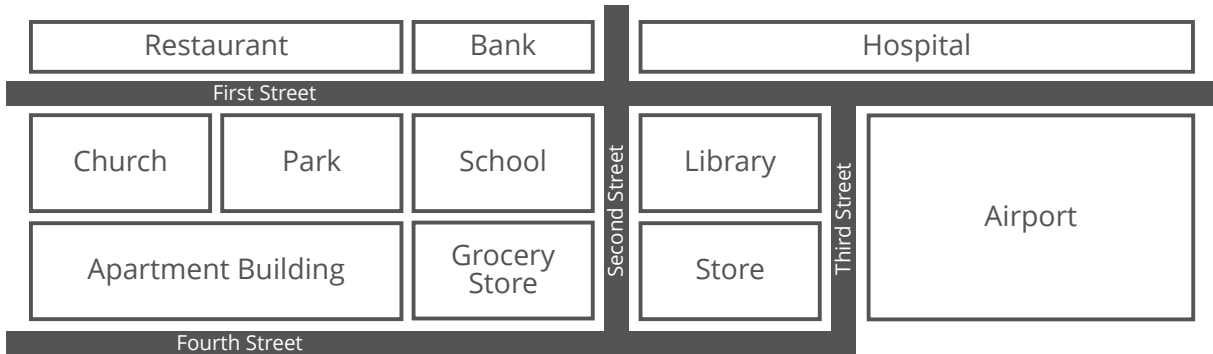 Restaurant
Bank
Hospital
First Street
Church
Park
School
Library
Second Street
Third Street
Airport
Apartment Building
Grocery
Store
Store
Fourth Street